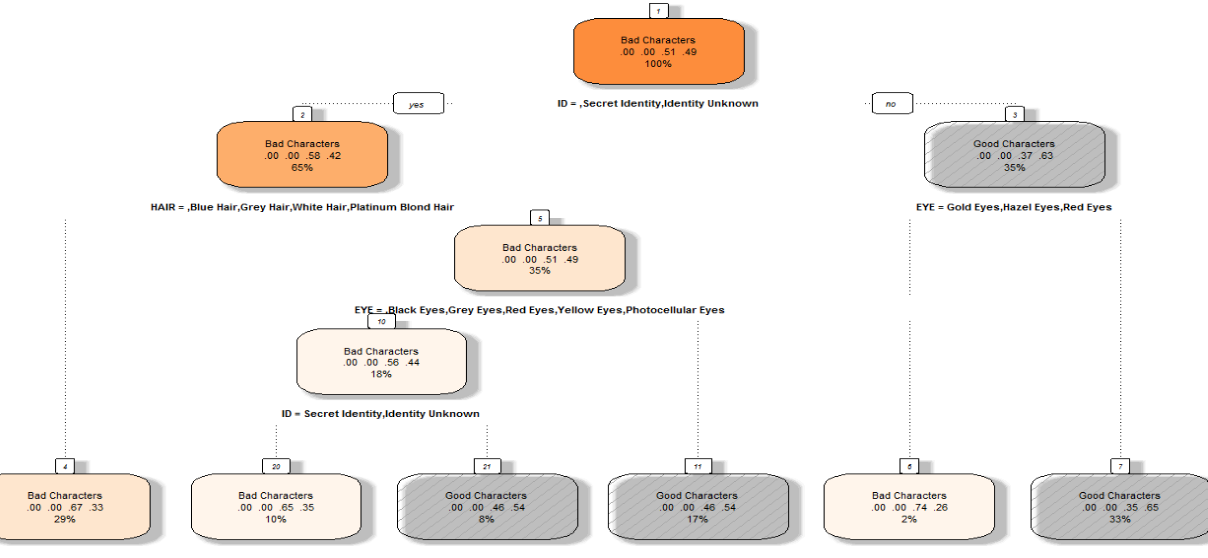 1
Bad Characters
.00 .00 .51 .49
100%
ID = ,Secret Identity,Identity Unknown
yes
no
2
Bad Characters
.00 .00 .58 .42
65%
HAIR = ,Blue Hair,Grey Hair,White Hair,Platinum Blond Hair
3
Good Characters
.00 .00 .37 .63
35%
EYE = Gold Eyes,Hazel Eyes,Red Eyes
5
Bad Characters
.00 .00 .51 .49
35%
EYE = ,Black Eyes,Grey Eyes,Red Eyes,Yellow Eyes,Photocellular Eyes
10
Bad Characters
.00 .00 .56 .44
18%
ID = Secret Identity,Identity Unknown
4
Bad Characters
.00 .00 .67 .33
29%
20
Bad Characters
.00 .00 .65 .35
10%
21
Good Characters
.00 .00 .46 .54
8%
11
Good Characters
.00 .00 .46 .54
17%
6
Bad Characters
.00 .00 .74 .26
2%
7
Good Characters
.00 .00 .35 .65
33%